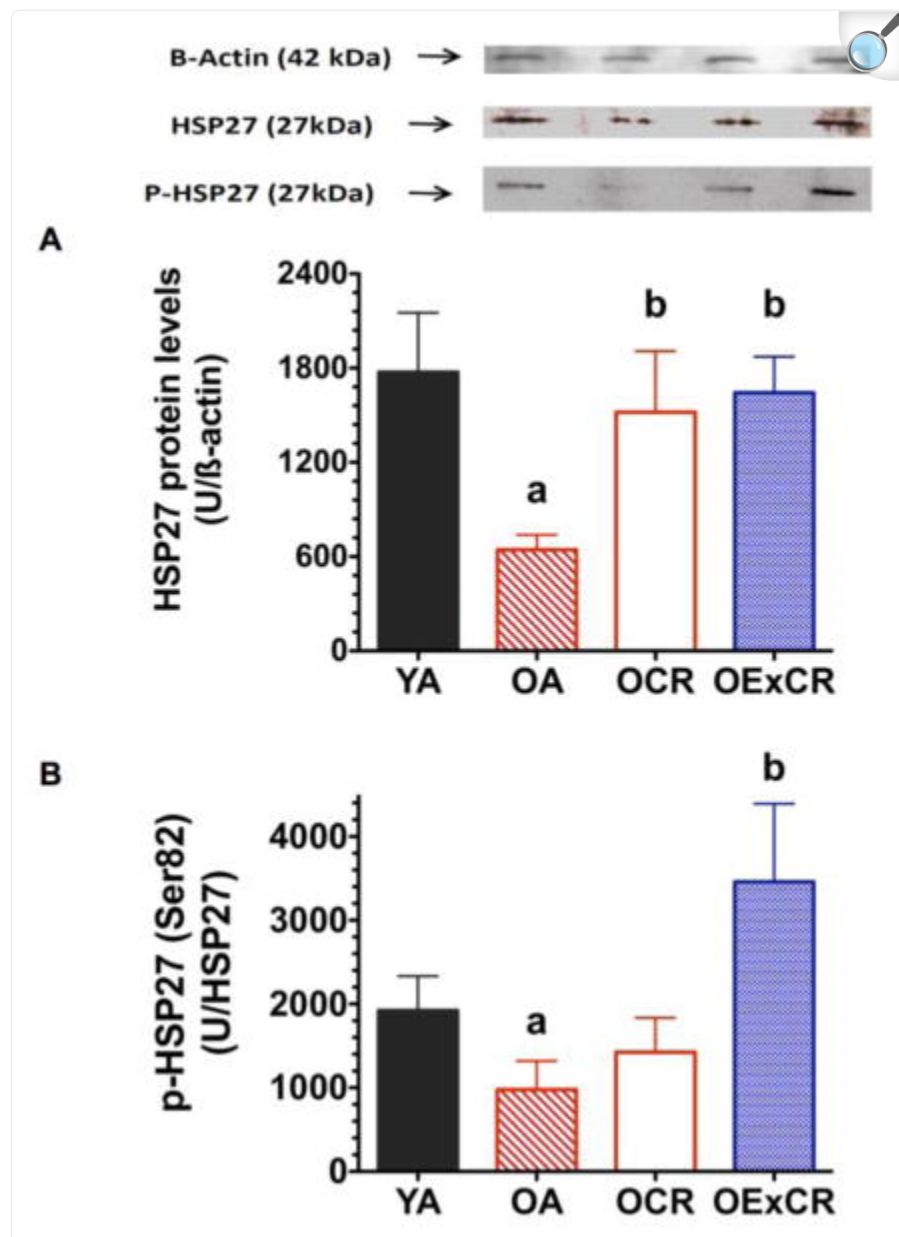 B-Actin (42 kDa)
HSP27 (27kDa)
P-HSP27 (27kDa)
A
HSP27 protein levels
(U/ß-actin)
2400
1800
1200
600
0
a
b
b
YA OA OCR OExCR
B
p-HSP27 (Ser82)
(U/HSP27)
4000
3000
2000
1000
0
a
b
YA OA OCR OExCR